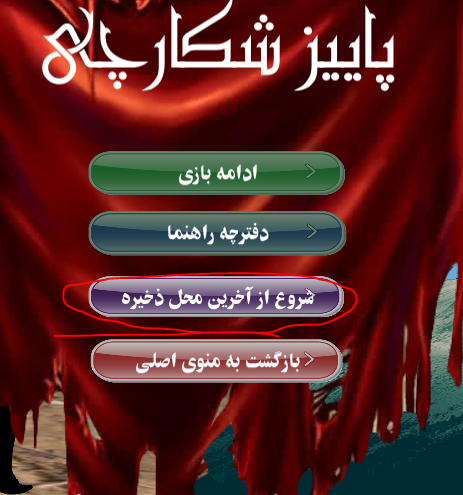 پاییز شکارچی
ادامه بازی
دفترچه راهنما
شروع از آخرین محل ذخیره
بازگشت به منوی اصلی